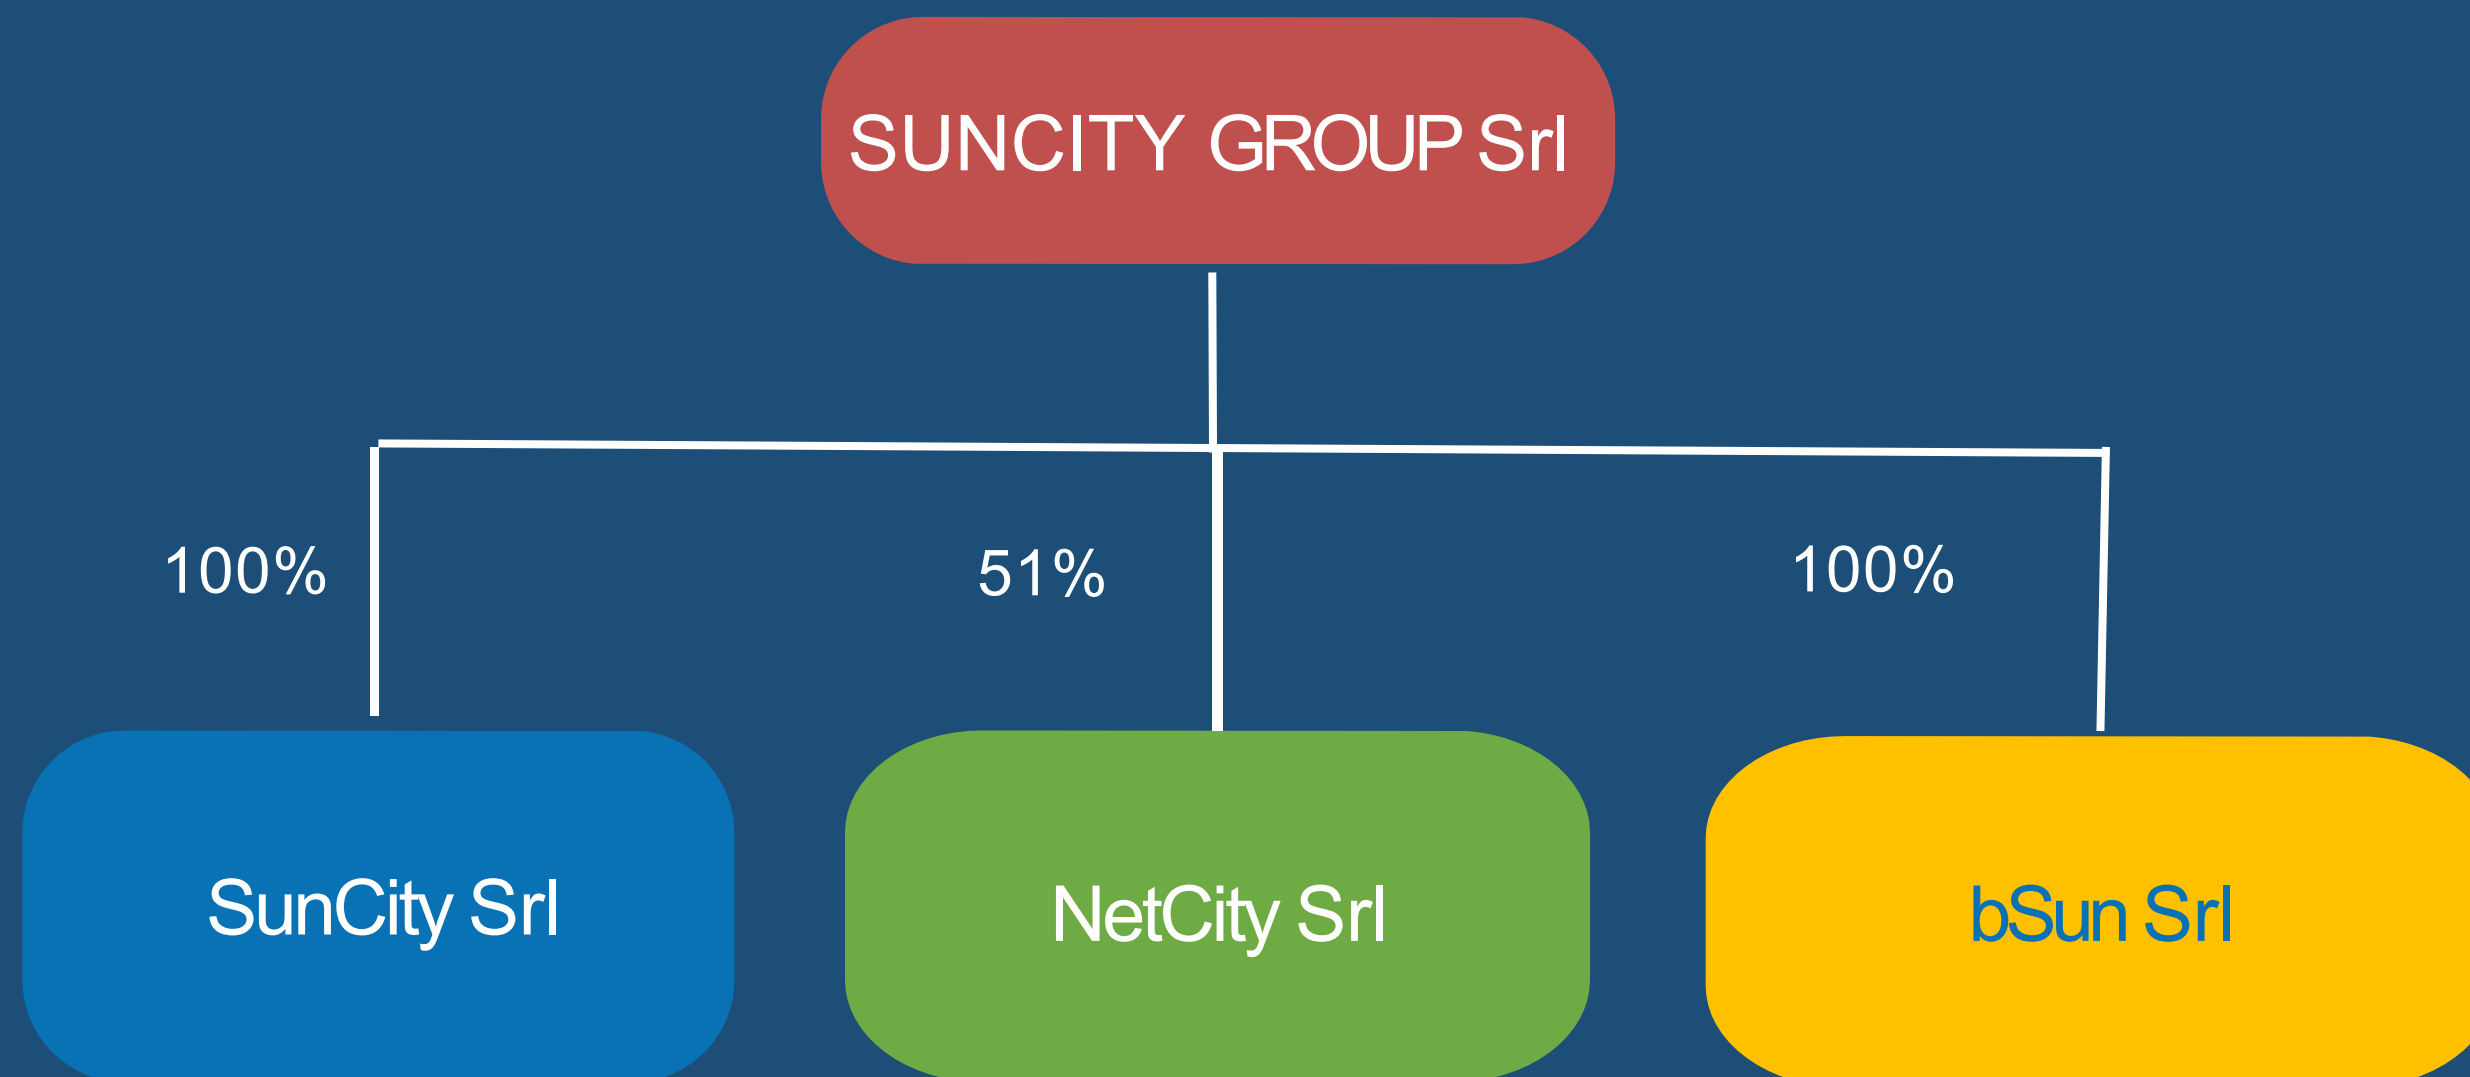 SUNCITY GROUP Srl
100%
51%
100%
SunCity Srl
NetCity Srl
bSun Srl